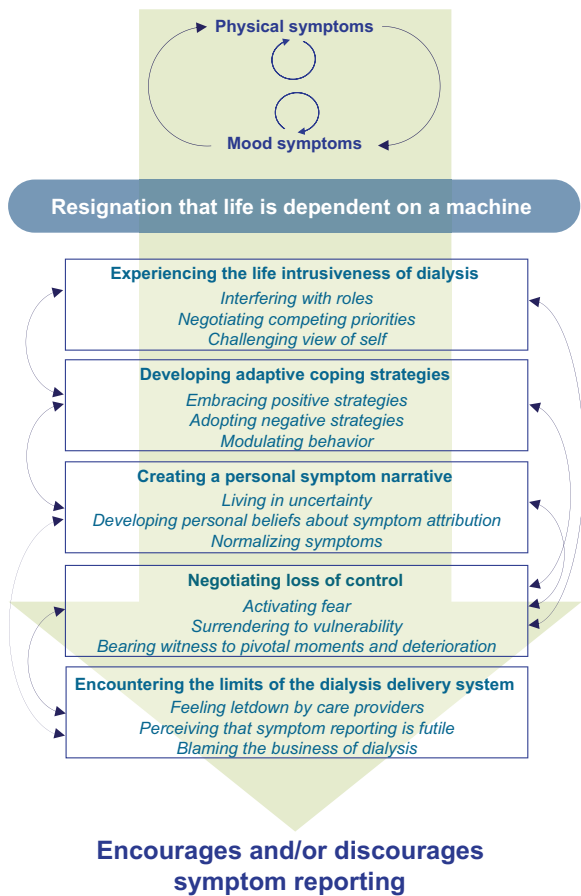 Physical symptoms
Mood symptoms
Resignation that life is dependent on a machine
Experiencing the life intrusiveness of dialysis
Interfering with roles
Negotiating competing priorities
Challenging view of self
Developing adaptive coping strategies
Embracing positive strategies
Adopting negative strategies
Modulating behavior
Creating a personal symptom narrative
Living in uncertainty
Developing personal beliefs about symptom attribution
Normalizing symptoms
Negotiating loss of control
Activating fear
Surrendering to vulnerability
Bearing witness to pivotal moments and deterioration
Encountering the limits of the dialysis delivery system
Feeling letdown by care providers
Perceiving that symptom reporting is futile
Blaming the business of dialysis
Encourages and/or discourages
symptom reporting